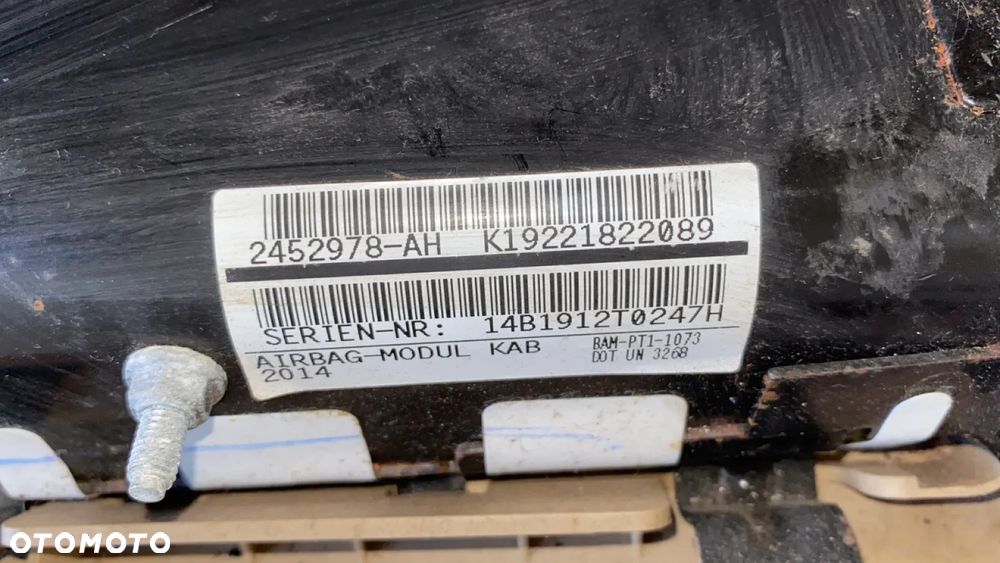 2452978-AH K19221822089
SERIEN-NR: 14B1912T0247H
AIRBAG-MODUL KAB BAM-PT1-1073
2014 DOT UN 3268
OTOMOTO